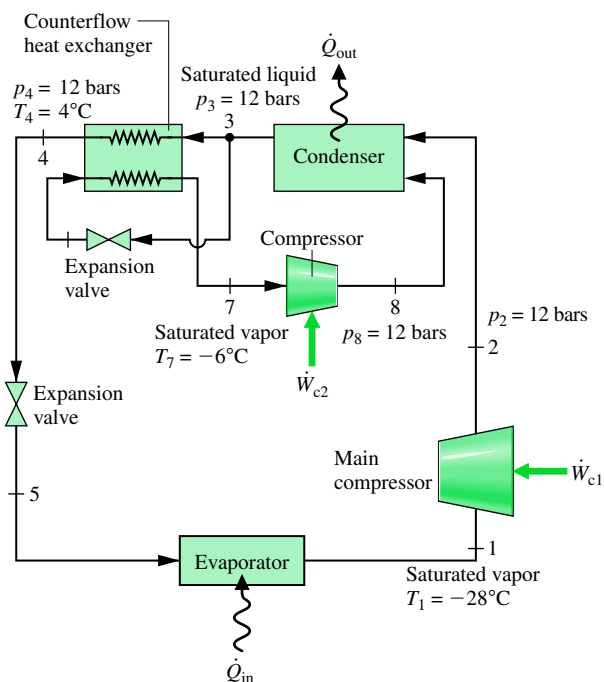 Counterflow
heat exchanger
Q̇out
p4 = 12 bars
T4 = 4°C
Saturated liquid
p3 = 12 bars
3
4
Condenser
Expansion
valve
Compressor
7
8
Saturated vapor
T7 = −6°C
p8 = 12 bars
Ẇc2
p2 = 12 bars
2
Expansion
valve
Main
compressor
Ẇc1
5
Evaporator
1
Saturated vapor
T1 = −28°C
Q̇in